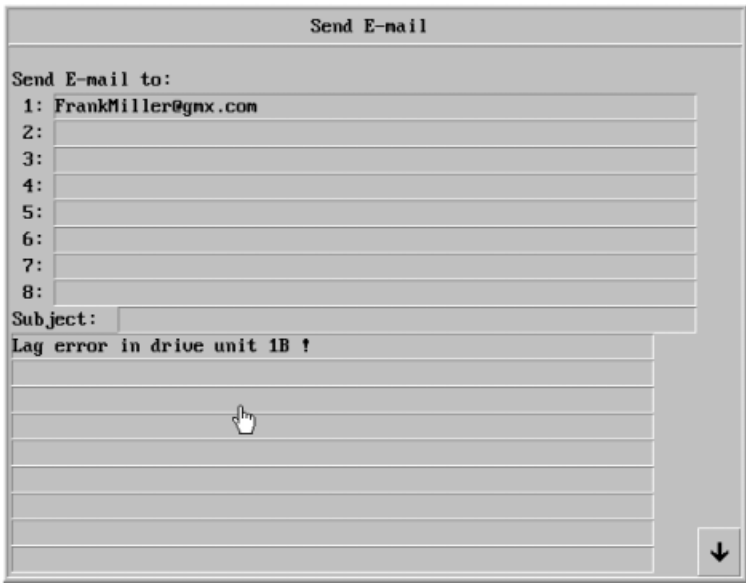 Send E-mail
Send E-mail to:
1: FrankMiller@gmx.com
2:
3:
4:
5:
6:
7:
8:
Subject:
Lag error in drive unit 1B !